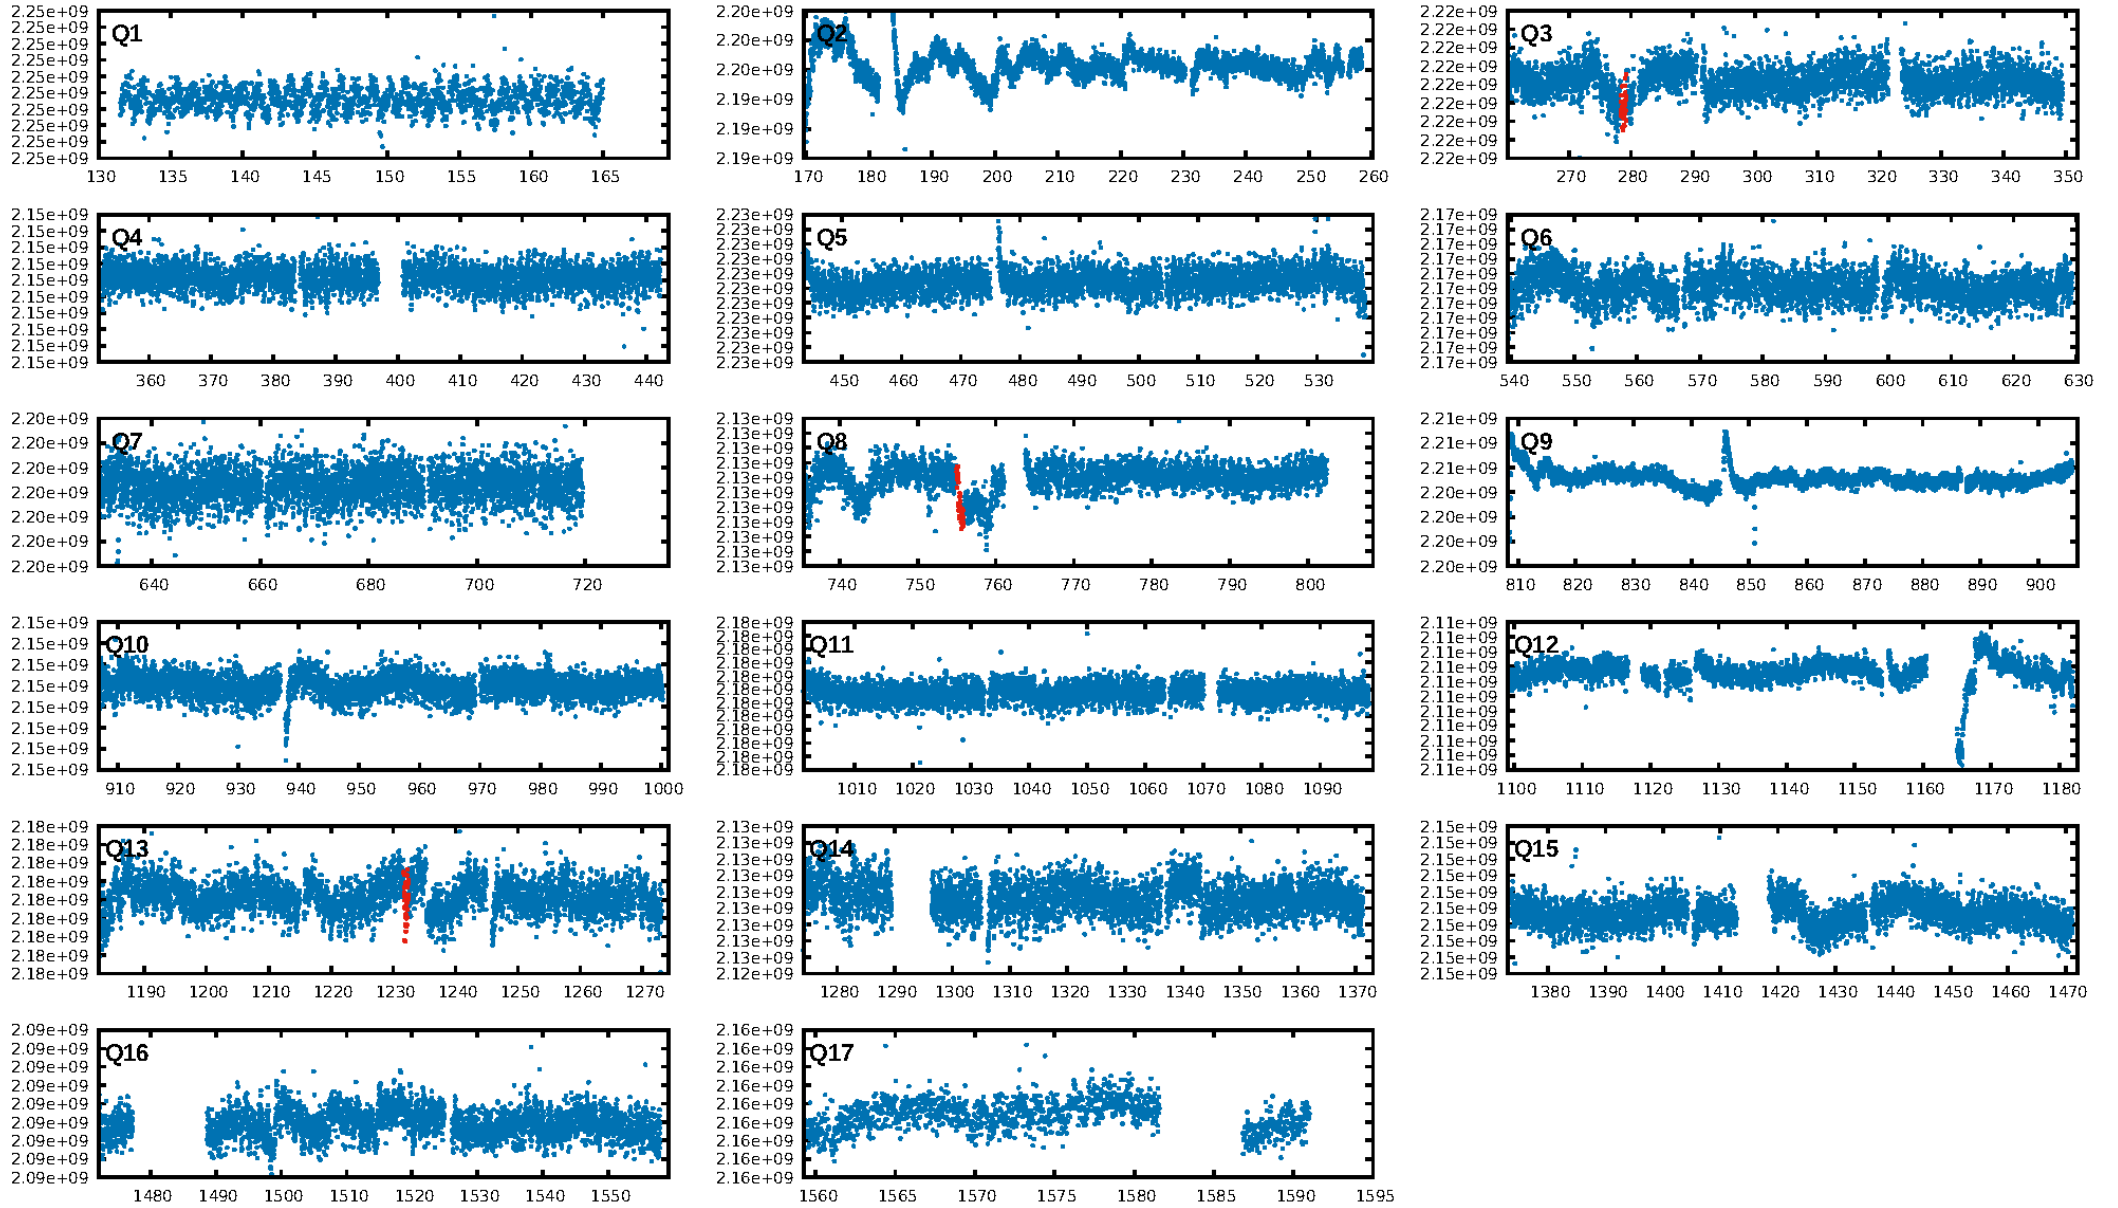 2.25e+09
2.25e+09
2.25e+09
2.25e+09
2.25e+09
2.25e+09
2.25e+09
2.25e+09
2.25e+09
2.25e+09
Q1
130 135 140 145 150 155 160 165
2.20e+09
2.20e+09
2.20e+09
2.19e+09
2.19e+09
2.19e+09
Q2
170 180 190 200 210 220 230 240 250 260
2.22e+09
2.22e+09
2.22e+09
2.22e+09
2.22e+09
2.22e+09
2.22e+09
2.22e+09
2.22e+09
Q3
270 280 290 300 310 320 330 340 350
2.15e+09
2.15e+09
2.15e+09
2.15e+09
2.15e+09
2.15e+09
2.15e+09
2.15e+09
2.15e+09
2.15e+09
Q4
360 370 380 390 400 410 420 430 440
2.23e+09
2.23e+09
2.23e+09
2.23e+09
2.23e+09
2.23e+09
2.23e+09
2.23e+09
2.23e+09
2.23e+09
2.23e+09
Q5
450 460 470 480 490 500 510 520 530
2.17e+09
2.17e+09
2.17e+09
2.17e+09
2.17e+09
2.17e+09
2.17e+09
2.17e+09
2.17e+09
2.17e+09
2.17e+09
Q6
540 550 560 570 580 590 600 610 620 630
2.20e+09
2.20e+09
2.20e+09
2.20e+09
2.20e+09
2.20e+09
2.20e+09
Q7
640 660 680 700 720
2.13e+09
2.13e+09
2.13e+09
2.13e+09
2.13e+09
2.13e+09
2.13e+09
2.13e+09
2.13e+09
2.13e+09
2.13e+09
Q8
740 750 760 770 780 790 800
2.21e+09
2.21e+09
2.21e+09
2.20e+09
2.20e+09
2.20e+09
2.20e+09
Q9
810 820 830 840 850 860 870 880 890 900
2.15e+09
2.15e+09
2.15e+09
2.15e+09
2.15e+09
2.15e+09
2.15e+09
2.15e+09
Q10
910 920 930 940 950 960 970 980 990 1000
2.18e+09
2.18e+09
2.18e+09
2.18e+09
2.18e+09
2.18e+09
2.18e+09
2.18e+09
2.18e+09
2.18e+09
2.18e+09
2.18e+09
Q11
1010 1020 1030 1040 1050 1060 1070 1080 1090
2.11e+09
2.11e+09
2.11e+09
2.11e+09
2.11e+09
2.11e+09
2.11e+09
2.11e+09
2.11e+09
2.11e+09
2.11e+09
Q12
1100 1110 1120 1130 1140 1150 1160 1170 1180
2.18e+09
2.18e+09
2.18e+09
2.18e+09
2.18e+09
2.18e+09
2.18e+09
2.18e+09
2.18e+09
Q13
1190 1200 1210 1220 1230 1240 1250 1260 1270
2.13e+09
2.13e+09
2.13e+09
2.13e+09
2.13e+09
2.13e+09
2.13e+09
2.13e+09
2.13e+09
2.12e+09
Q14
1280 1290 1300 1310 1320 1330 1340 1350 1360 1370
2.15e+09
2.15e+09
2.15e+09
2.15e+09
2.15e+09
2.15e+09
2.15e+09
2.15e+09
2.15e+09
2.15e+09
Q15
1380 1390 1400 1410 1420 1430 1440 1450 1460 1470
2.09e+09
2.09e+09
2.09e+09
2.09e+09
2.09e+09
2.09e+09
2.09e+09
2.09e+09
2.09e+09
Q16
1480 1490 1500 1510 1520 1530 1540 1550
2.16e+09
2.16e+09
2.16e+09
2.16e+09
2.16e+09
2.16e+09
2.16e+09
2.16e+09
2.16e+09
Q17
1560 1565 1570 1575 1580 1585 1590 1595